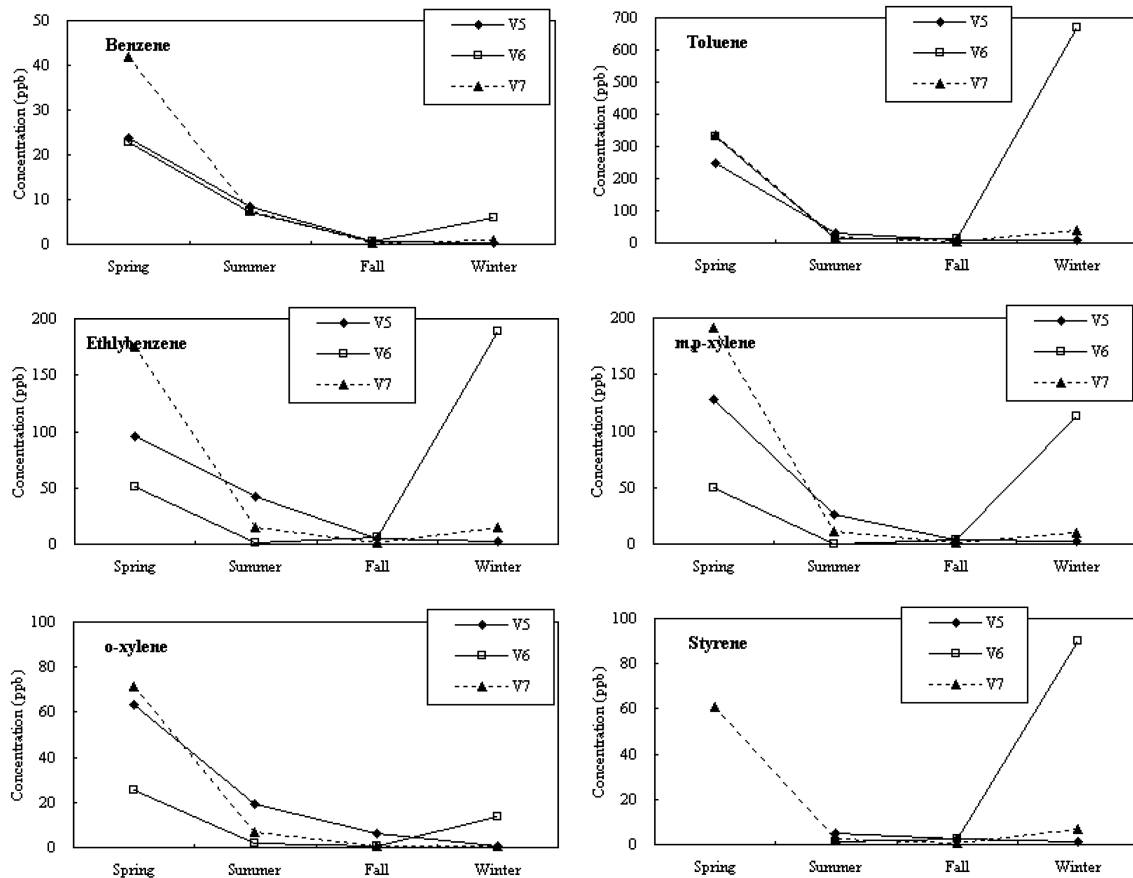 Benzene
V5
V6
V7
Concentration (ppb)
50
40
30
20
10
0
Spring Summer Fall Winter
Toluene
V5
V6
V7
Concentration (ppb)
700
600
500
400
300
200
100
0
Spring Summer Fall Winter
Ethlybenzene
V5
V6
V7
Concentration (ppb)
200
150
100
50
0
Spring Summer Fall Winter
m.p-xylene
V5
V6
V7
Concentration (ppb)
200
150
100
50
0
Spring Summer Fall Winter
o-xylene
V5
V6
V7
Concentration (ppb)
100
80
60
40
20
0
Spring Summer Fall Winter
Styrene
V5
V6
V7
Concentration (ppb)
100
80
60
40
20
0
Spring Summer Fall Winter